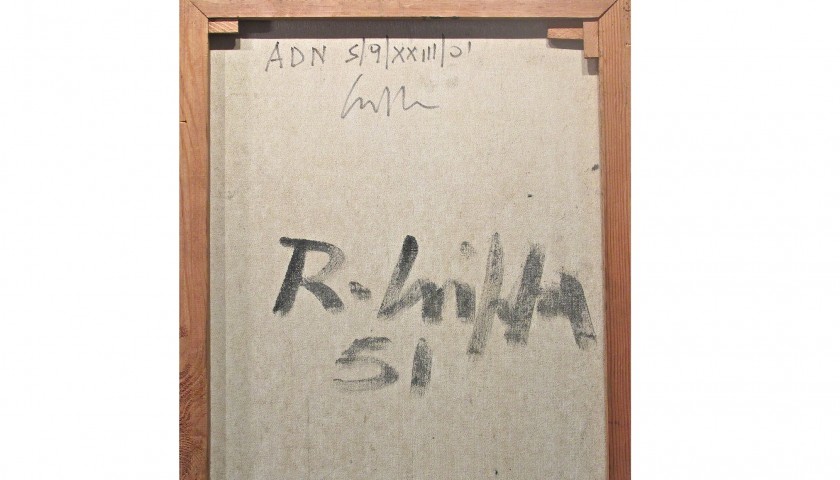 ADN 5/9/XXIII/01
R. Crippa
51